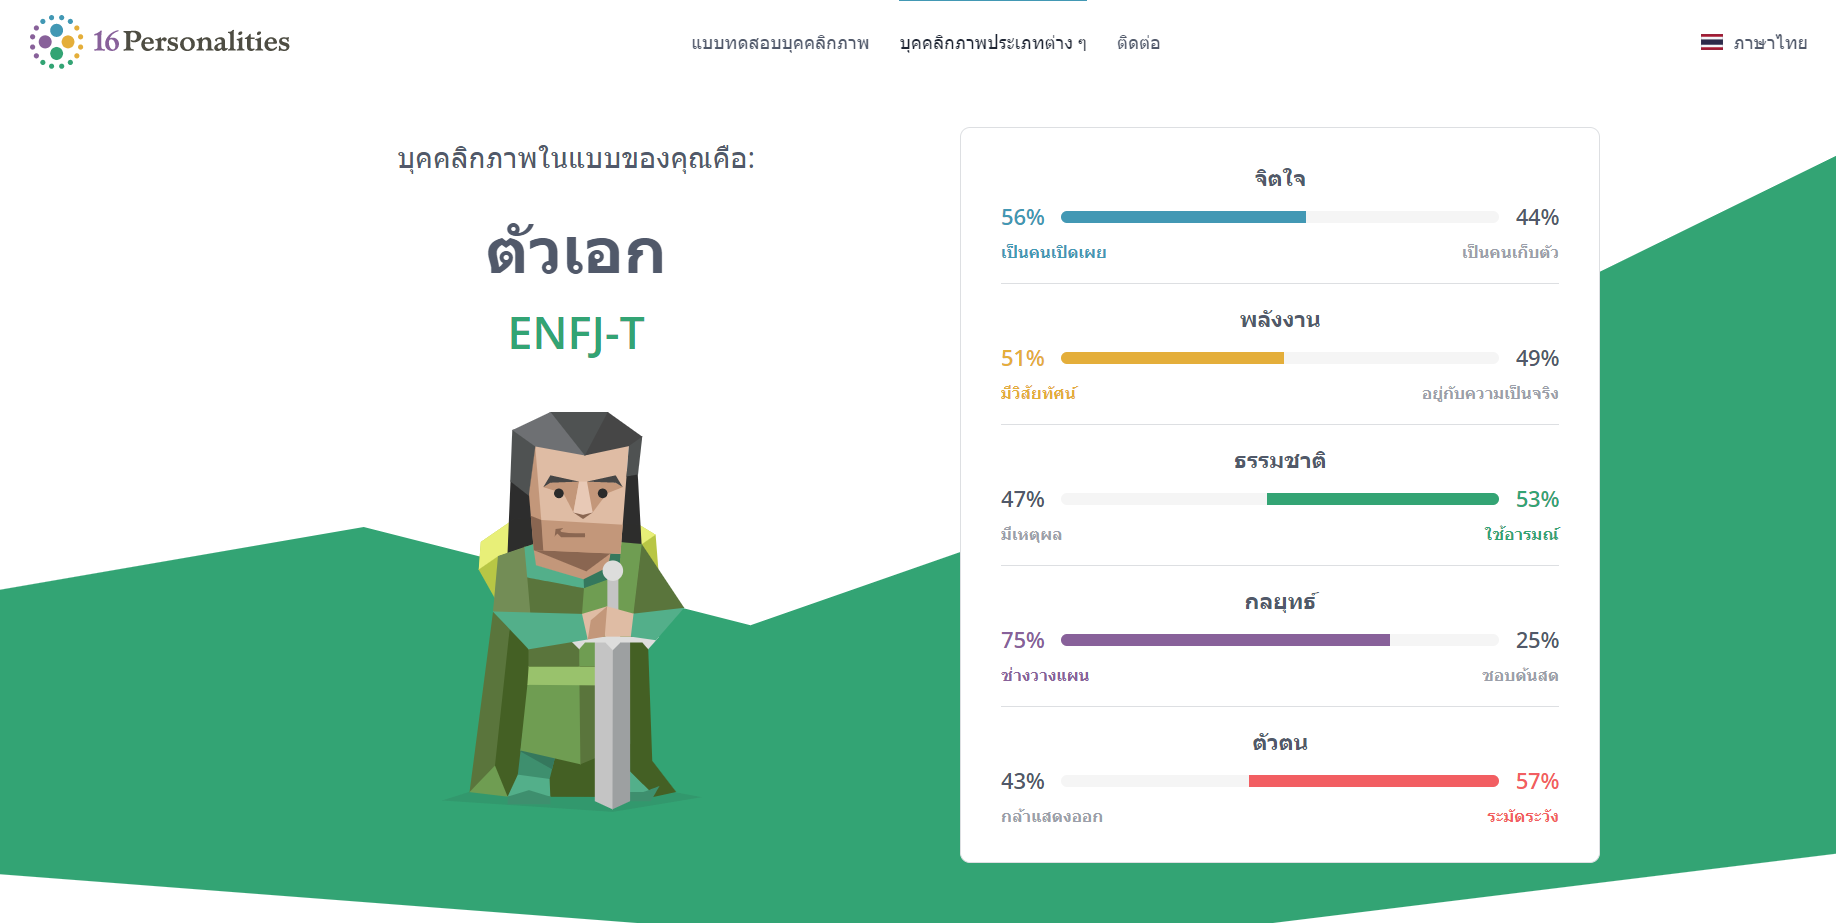 16Personalities
แบบทดสอบบุคคลิกภาพ บุคคลิกภาพประเภทต่าง ๆ ติดต่อ
ภาษาไทย
บุคคลิกภาพในแบบของคุณคือ:
ตัวเอก
ENFJ-T
จิตใจ
56% 44%
เป็นคนเปิดเผย เป็นคนเก็บตัว
พลังงาน
51% 49%
มีวิสัยทัศน์ อยู่กับความเป็นจริง
ธรรมชาติ
47% 53%
มีเหตุผล ใช้อารมณ์
กลยุทธ์
75% 25%
ช่างวางแผน ชอบด้นสด
ตัวตน
43% 57%
กล้าแสดงออก ระมัดระวัง